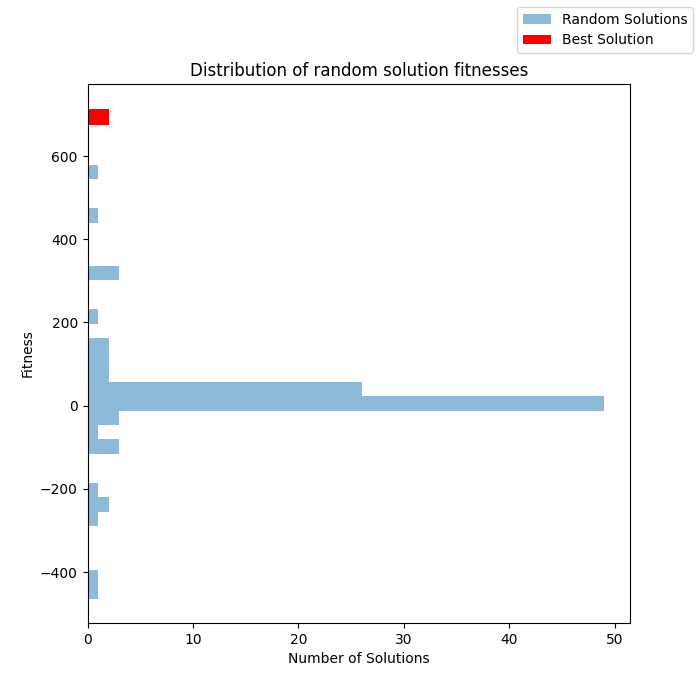 Random Solutions
Best Solution
Distribution of random solution fitnesses
Fitness
600
400
200
0
−200
−400
0 10 20 30 40 50
Number of Solutions